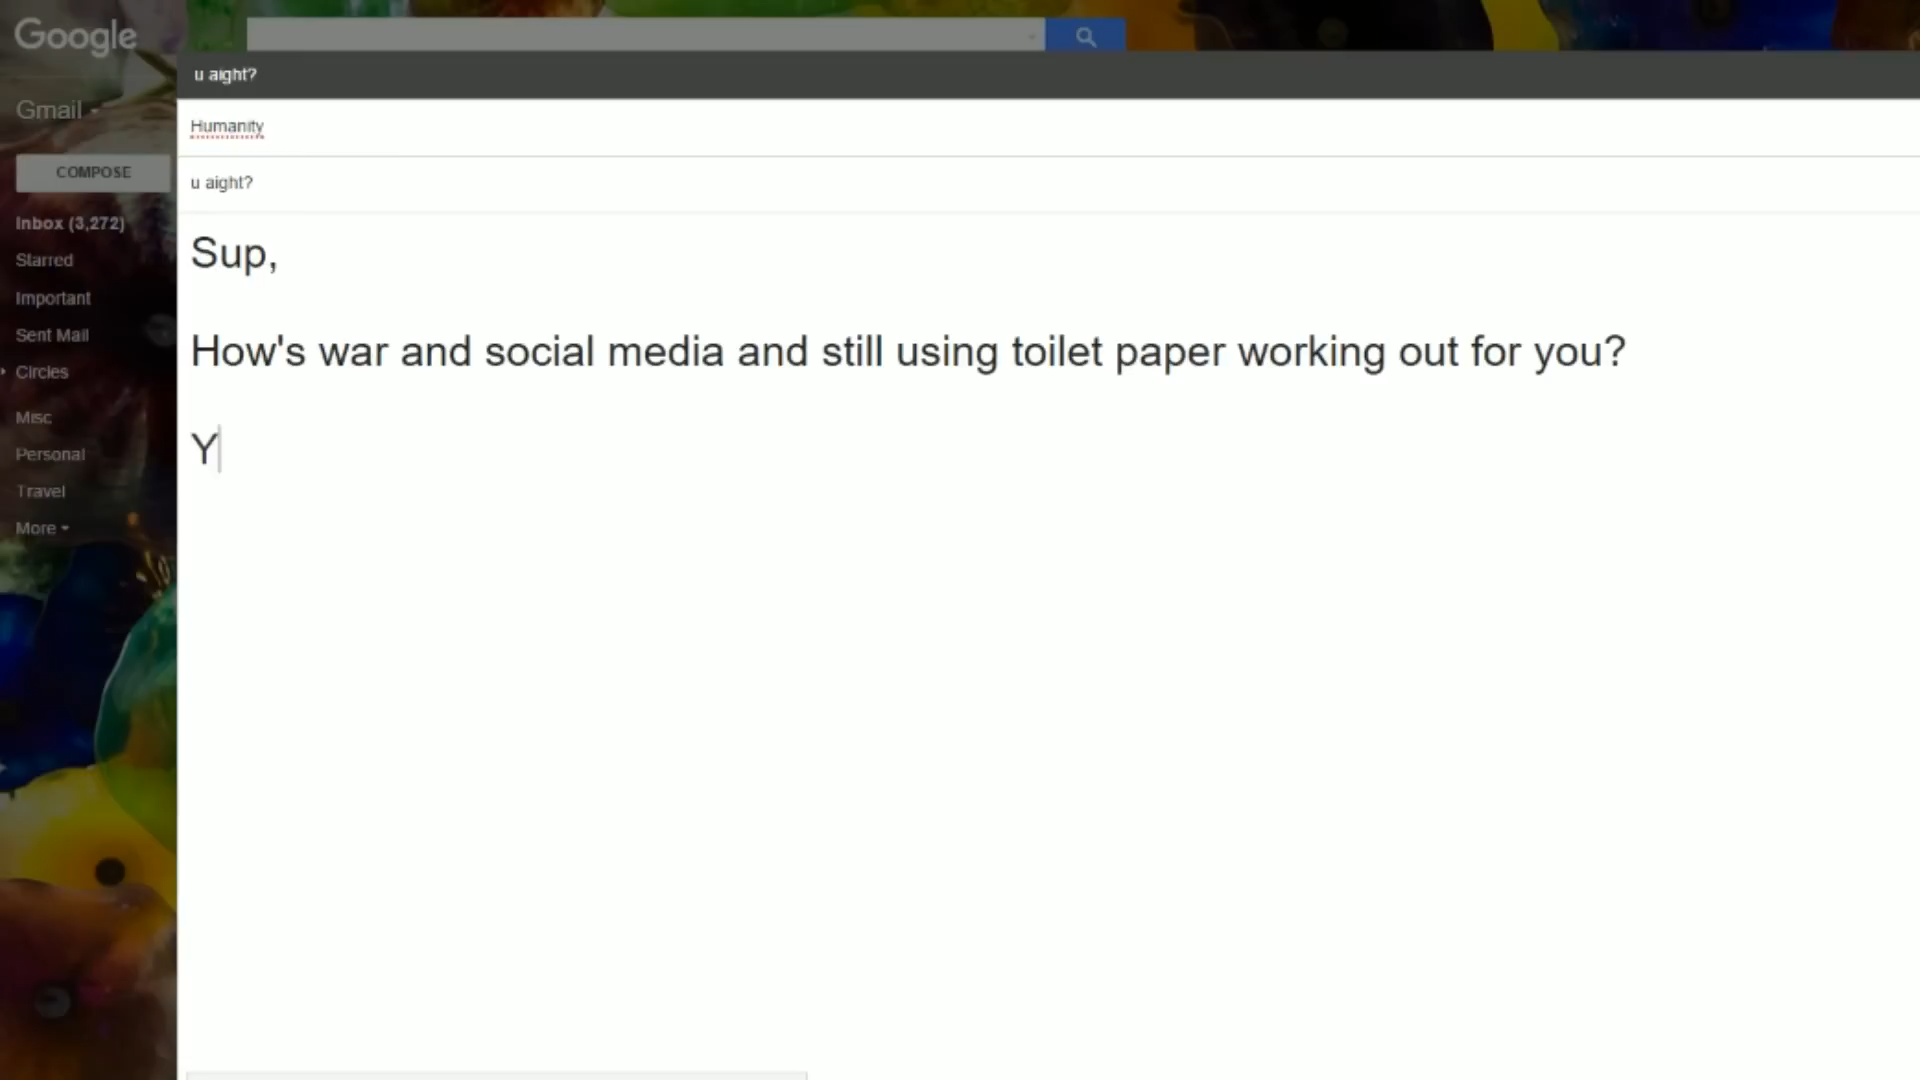 Google
u aight?
Gmail
Humanity
COMPOSE
u aight?
Inbox (3,272)
Sup,
Starred
Important
Sent Mail
How's war and social media and still using toilet paper working out for you?
Circles
Misc
Y
Personal
Travel
More